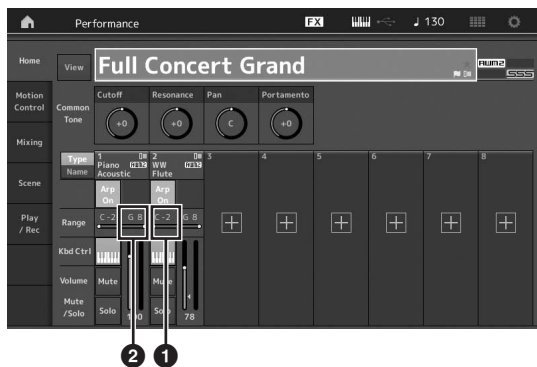 Performance FX 130
Home View Full Concert Grand AWM2
SSS
Motion
Control
Common
Tone
Cutoff Resonance Pan Portamento
+0 +0 C +0
Mixing
Type 1 2 3 4 5 6 7 8
Name Piano AWM2 WW AWM2
Acoustic Flute
Scene
Arp
On
Arp
On
Play
/ Rec
Range C -2 G 8 C -2 G 8
Kbd Ctrl
Volume Mute Mute
Mute
/Solo
Solo 100 Solo 78
2 1